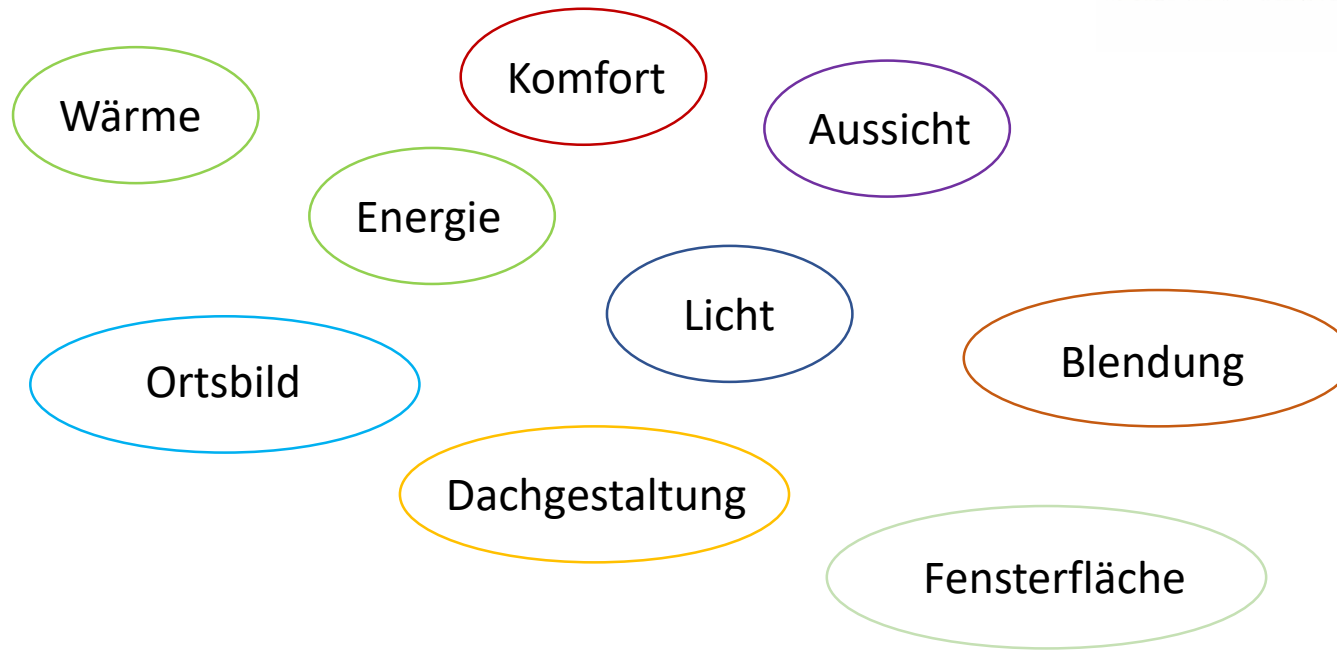 Komfort
Wärme
Aussicht
Energie
Licht
Blendung
Ortsbild
Dachgestaltung
Fensterfläche